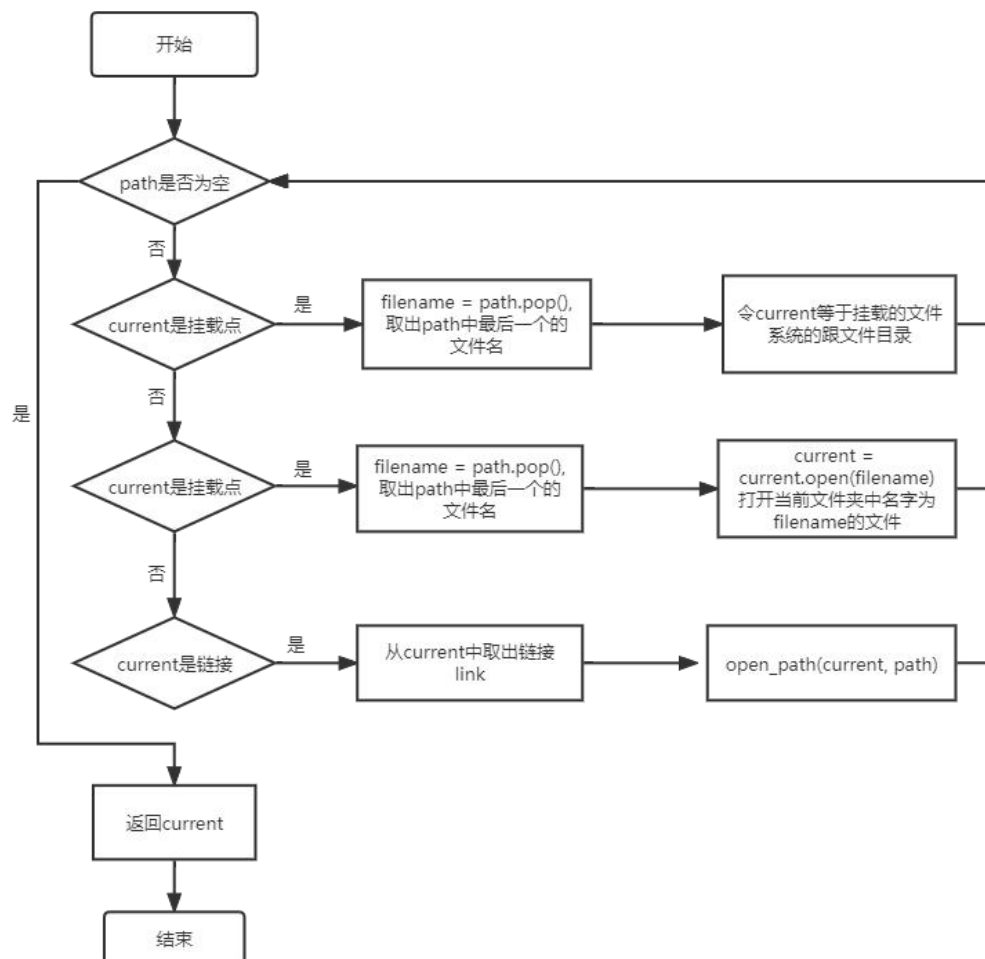 开始
path是否为空
否
current是挂载点
是
filename = path.pop(),
取出path中最后一个的
文件名
令current等于挂载的文件
系统的跟文件目录
否
是
current是挂载点
是
filename = path.pop(),
取出path中最后一个的
文件名
current =
current.open(filename)
打开当前文件夹中名字为
filename的文件
否
current是链接
是
从current中取出链接
link
open_path(current, path)
返回current
结束